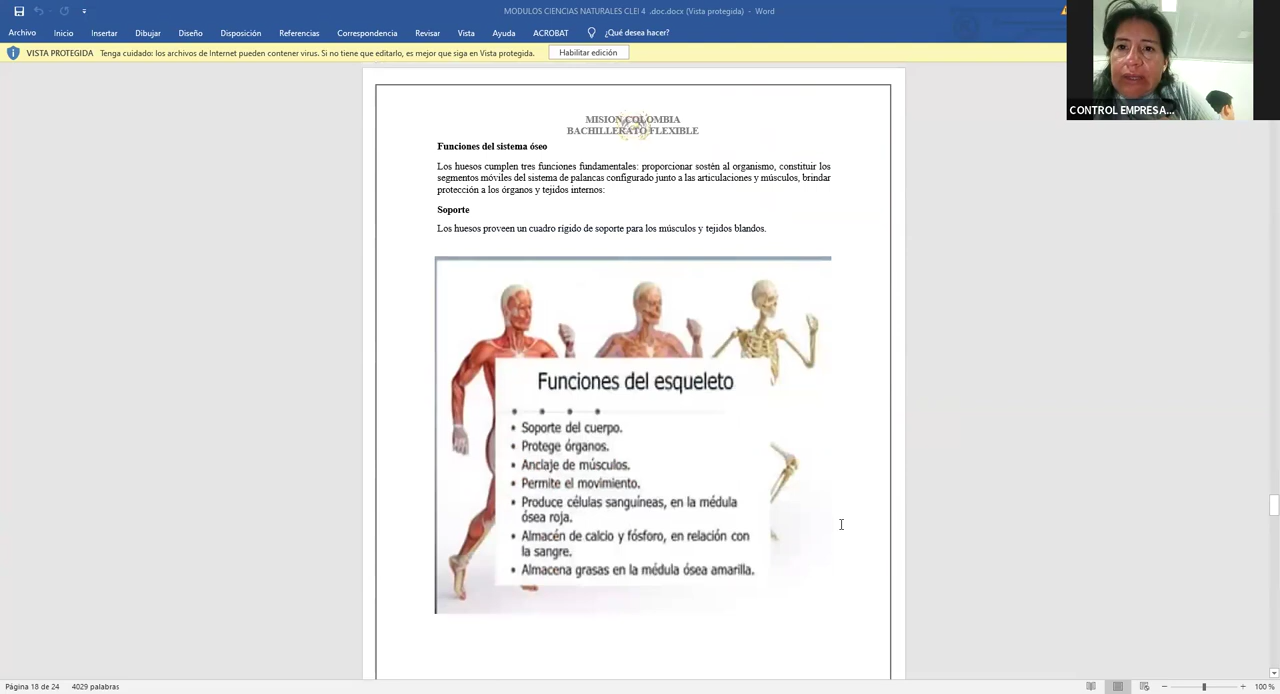 MODULOS CIENCIAS NATURALES CLEI 4 .doc.docx (Vista protegida) - Word
Archivo Inicio Insertar Dibujar Diseño Disposición Referencias Correspondencia Revisar Vista Ayuda ACROBAT ¿Qué desea hacer?
VISTA PROTEGIDA Tenga cuidado: los archivos de Internet pueden contener virus. Si no tiene que editarlo, es mejor que siga en Vista protegida. Habilitar edición
CONTROL EMPRESA...
MISION COLOMBIA
BACHILLERATO FLEXIBLE
Funciones del sistema óseo
Los huesos cumplen tres funciones fundamentales: proporcionar sostén al organismo, constituir los
segmentos móviles del sistema de palancas configurado junto a las articulaciones y músculos, brindar
protección a los órganos y tejidos internos:
Soporte
Los huesos proveen un cuadro rígido de soporte para los músculos y tejidos blandos.
Funciones del esqueleto
• Soporte del cuerpo.
• Protege órganos.
• Anclaje de músculos.
• Permite el movimiento.
• Produce células sanguíneas, en la médula
ósea roja.
• Almacén de calcio y fósforo, en relación con
la sangre.
• Almacena grasas en la médula ósea amarilla.
Página 18 de 24 4029 palabras
100 %